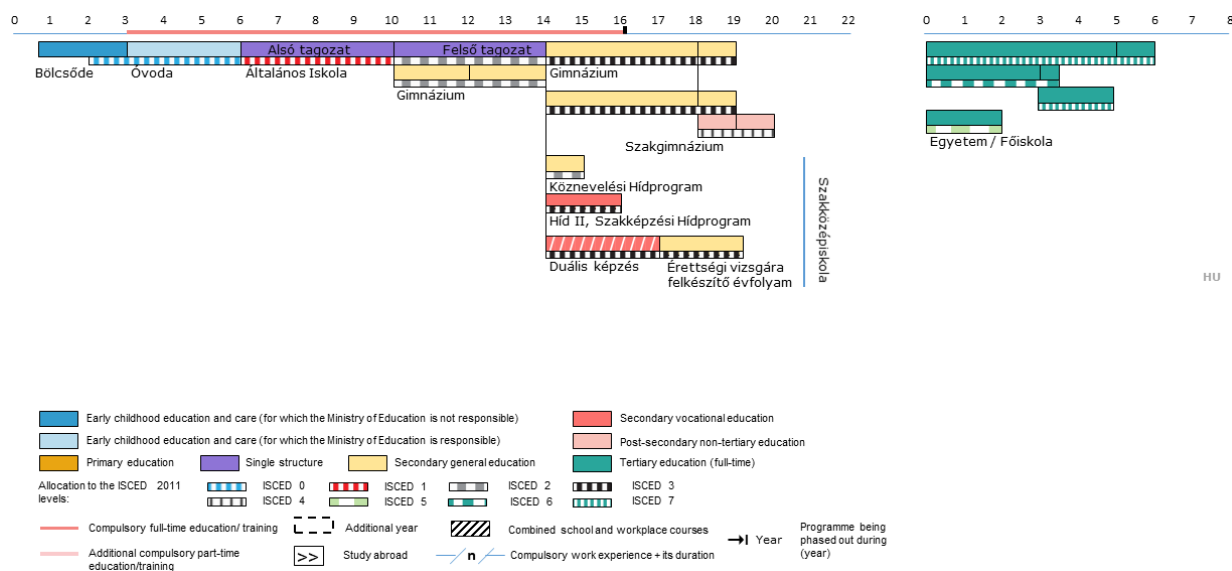 0 1 2 3 4 5 6 7 8 9 10 11 12 13 14 15 16 17 18 19 20 21 22
0 1 2 3 4 5 6 7 8
Alsó tagozat
Felső tagozat
Bölcsőde
Óvoda
Általános Iskola
Gimnázium
Gimnázium
Szakgimnázium
Egyetem / Főiskola
Köznevelési Hídprogram
Híd II, Szakképzési Hídprogram
Duális képzés
Érettségi vizsgára
felkészítő évfolyam
Szakközépiskola
HU
Early childhood education and care (for which the Ministry of Education is not responsible)
Secondary vocational education
Early childhood education and care (for which the Ministry of Education is responsible)
Post-secondary non-tertiary education
Primary education
Single structure
Secondary general education
Tertiary education (full-time)
Allocation to the ISCED 2011
levels:
ISCED 0
ISCED 1
ISCED 2
ISCED 3
ISCED 4
ISCED 5
ISCED 6
ISCED 7
Compulsory full-time education/ training
Additional year
Combined school and workplace courses
Year
Programme being
phased out during
(year)
Additional compulsory part-time
education/training
>>
Study abroad
n
Compulsory work experience + its duration